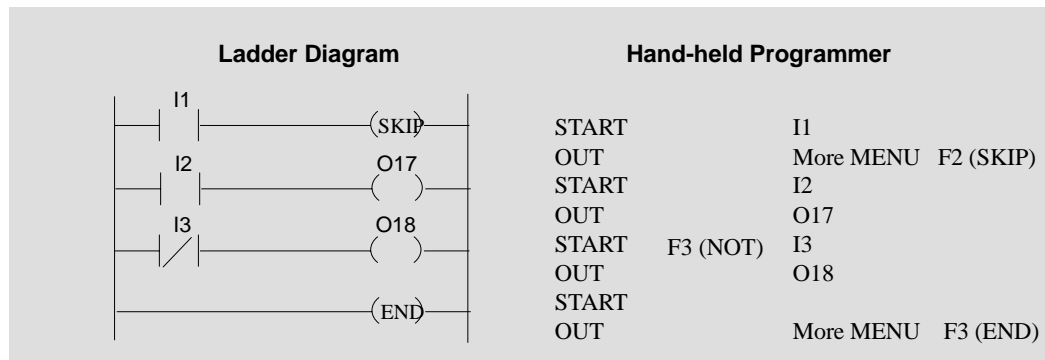 Ladder Diagram
Hand-held Programmer
I1
(SKIP)
I2
O17
( )
I3
O18
( )
(END)
START I1
OUT More MENU F2 (SKIP)
START I2
OUT O17
START F3 (NOT) I3
OUT O18
START
OUT More MENU F3 (END)